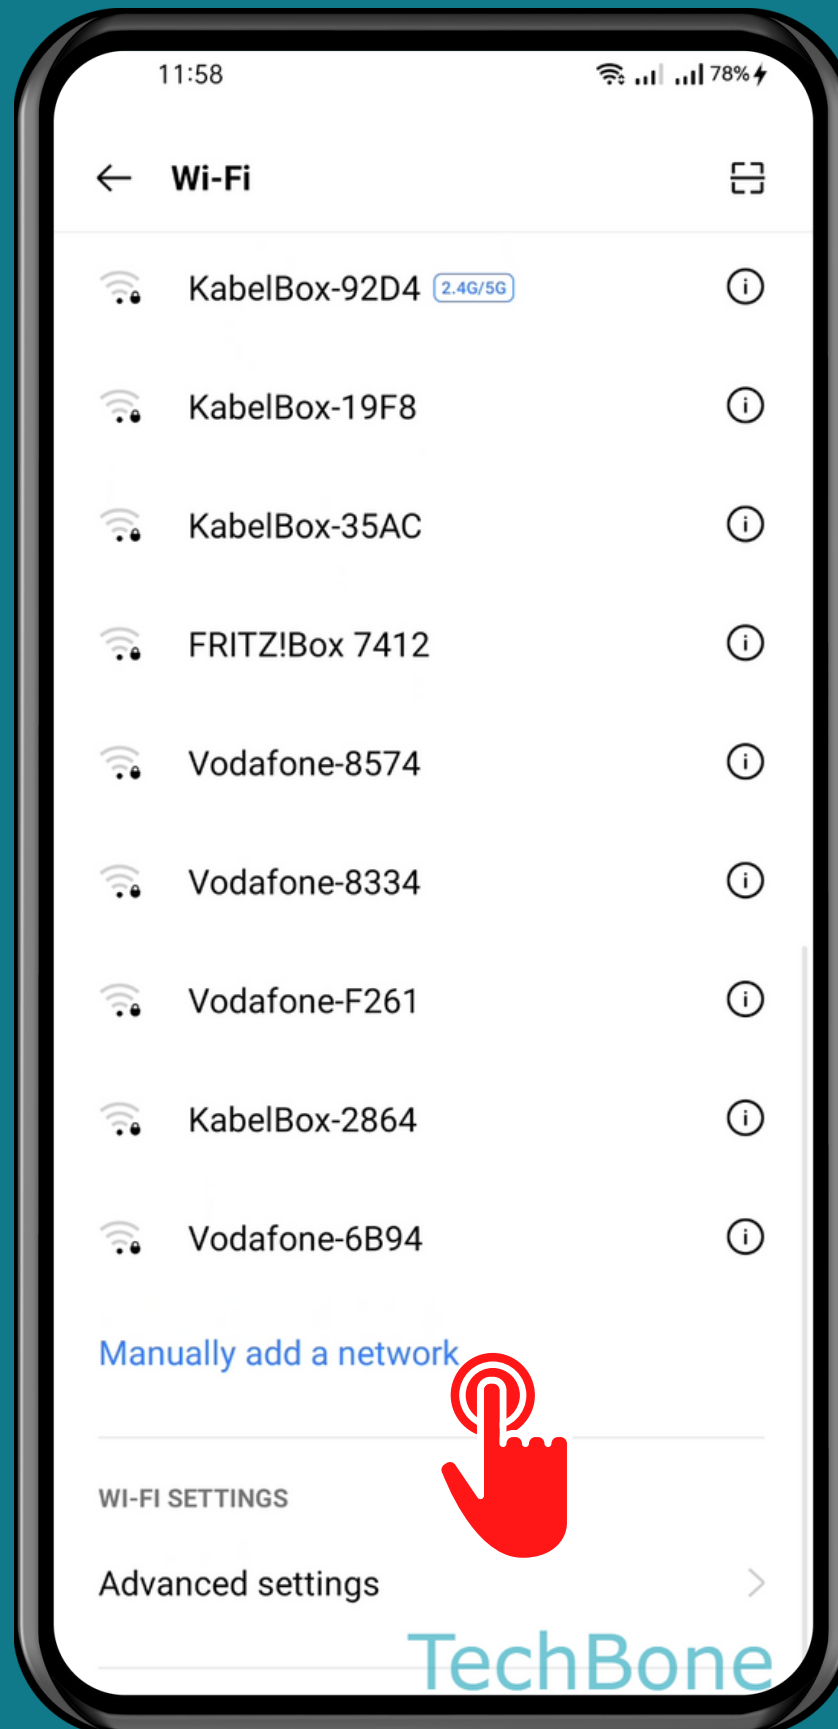 11:58 78%
Wi-Fi
KabelBox-92D4 2.4G/5G
KabelBox-19F8
KabelBox-35AC
FRITZ!Box 7412
Vodafone-8574
Vodafone-8334
Vodafone-F261
KabelBox-2864
Vodafone-6B94
Manually add a network
WI-FI SETTINGS
Advanced settings
TechBone